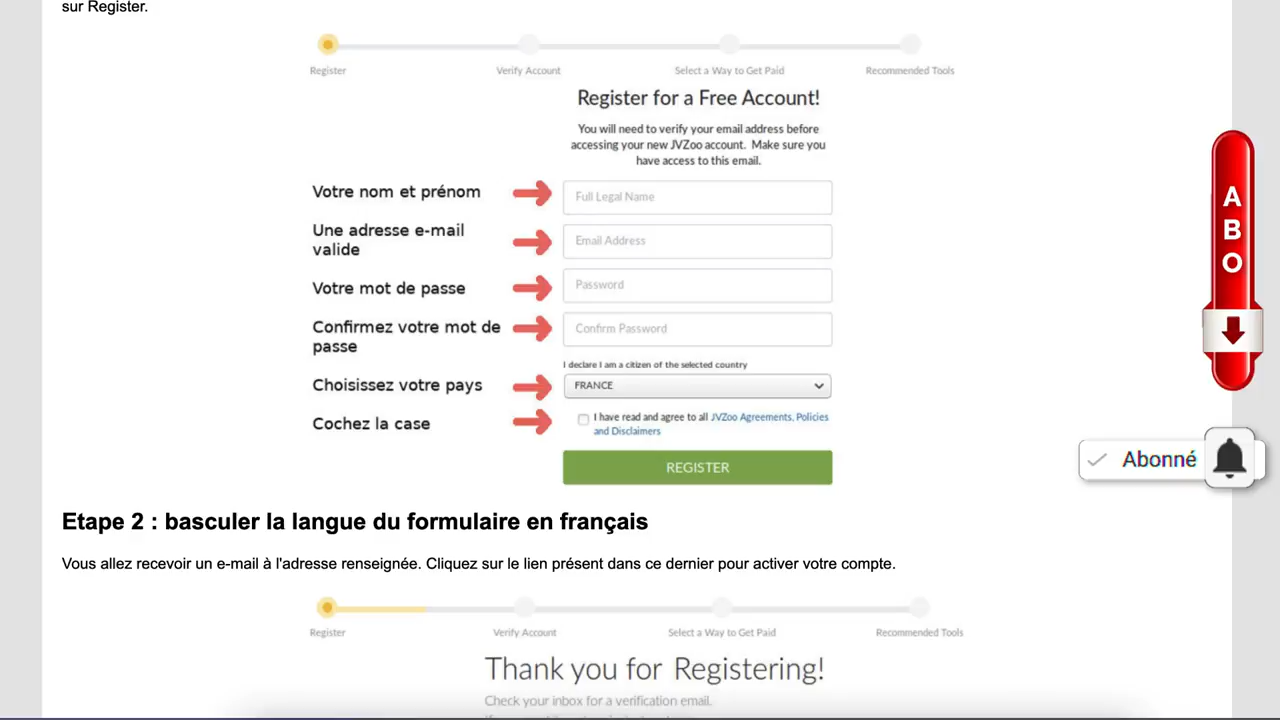 sur Register.
Register
Verify Account
Select a Way to Get Paid
Recommended Tools
Register for a Free Account!
You will need to verify your email address before
accessing your new JVZoo account. Make sure you
have access to this email.
Votre nom et prénom
Full Legal Name
Une adresse e-mail
valide
Email Address
Votre mot de passe
Password
Confirmez votre mot de
passe
Confirm Password
I declare I am a citizen of the selected country
Choisissez votre pays
FRANCE
Cochez la case
I have read and agree to all JVZoo Agreements, Policies
and Disclaimers
REGISTER
A
B
O
Abonné
Etape 2 : basculer la langue du formulaire en français
Vous allez recevoir un e-mail à l'adresse renseignée. Cliquez sur le lien présent dans ce dernier pour activer votre compte.
Register
Verify Account
Select a Way to Get Paid
Recommended Tools
Thank you for Registering!
Check your inbox for a verification email.